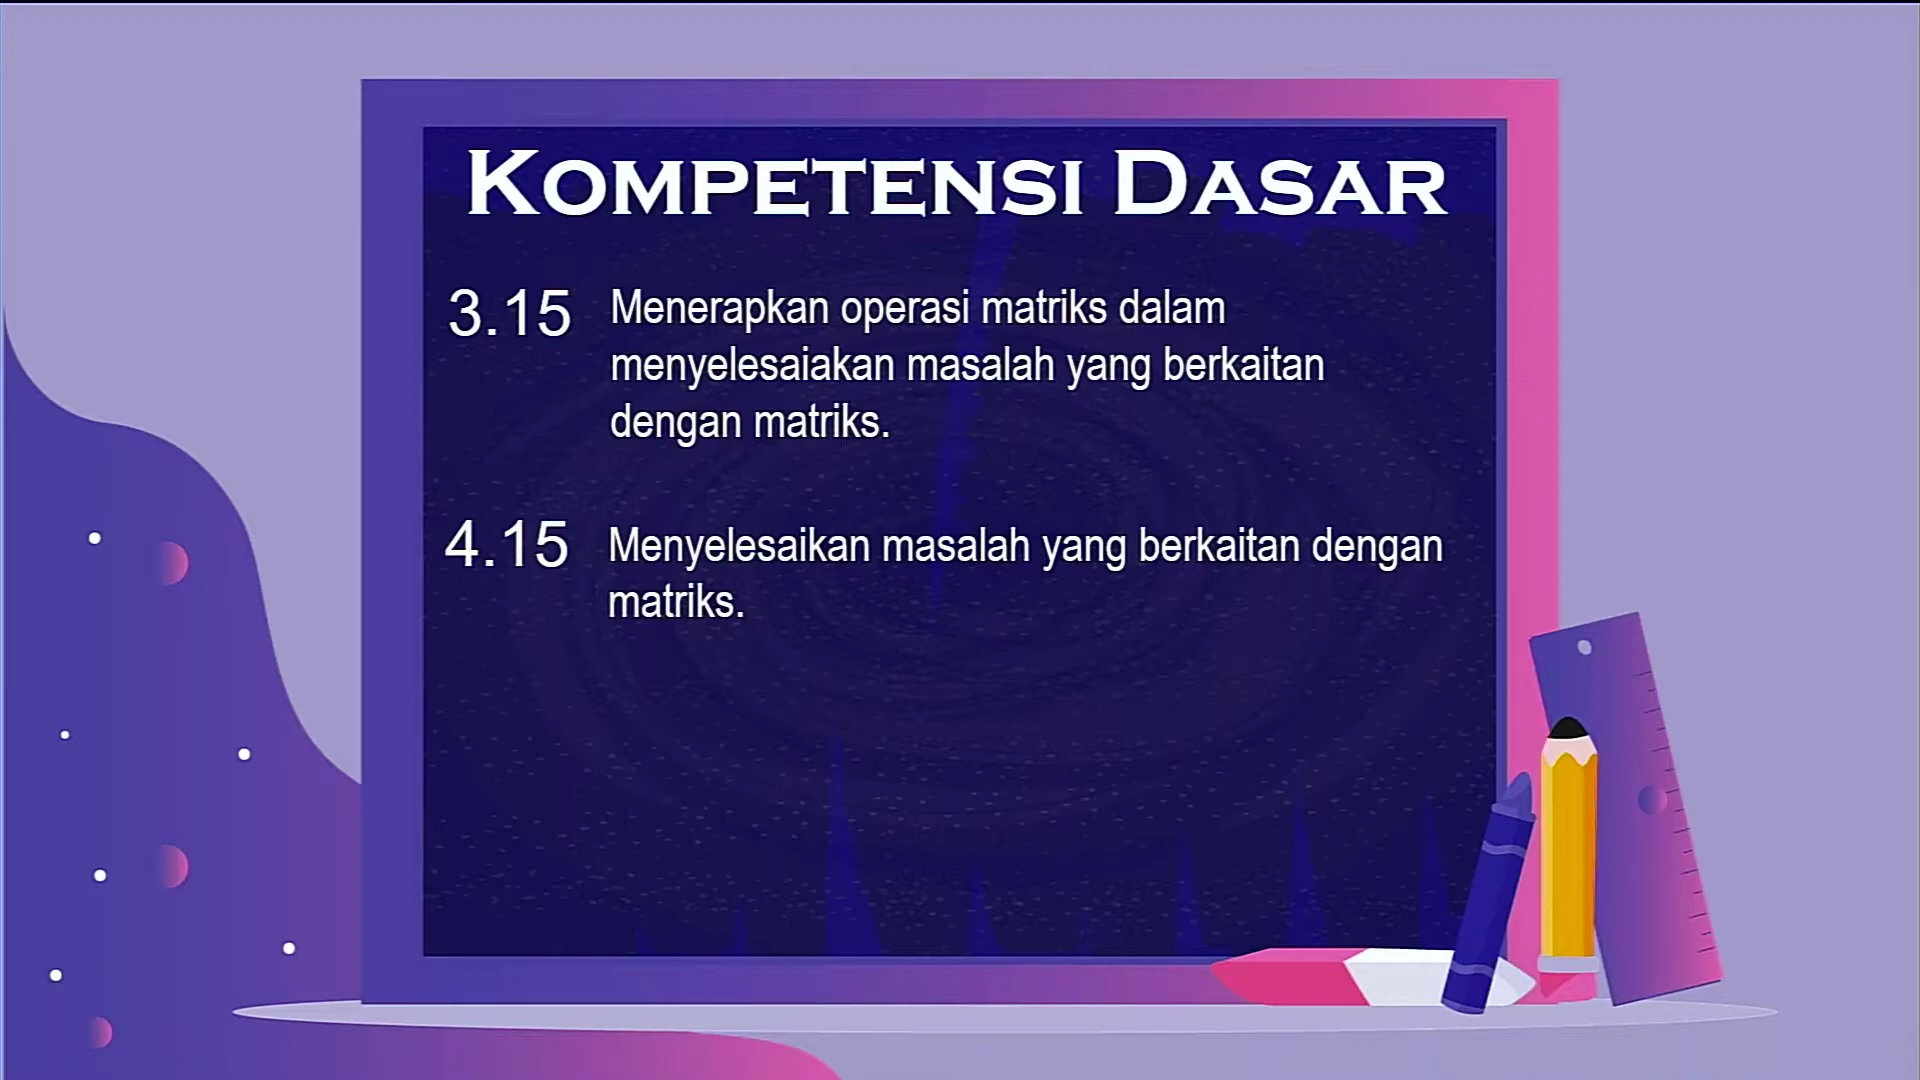 KOMPETENSI DASAR
3.15 Menerapkan operasi matriks dalam
menyelesaiakan masalah yang berkaitan
dengan matriks.
4.15 Menyelesaikan masalah yang berkaitan dengan
matriks.